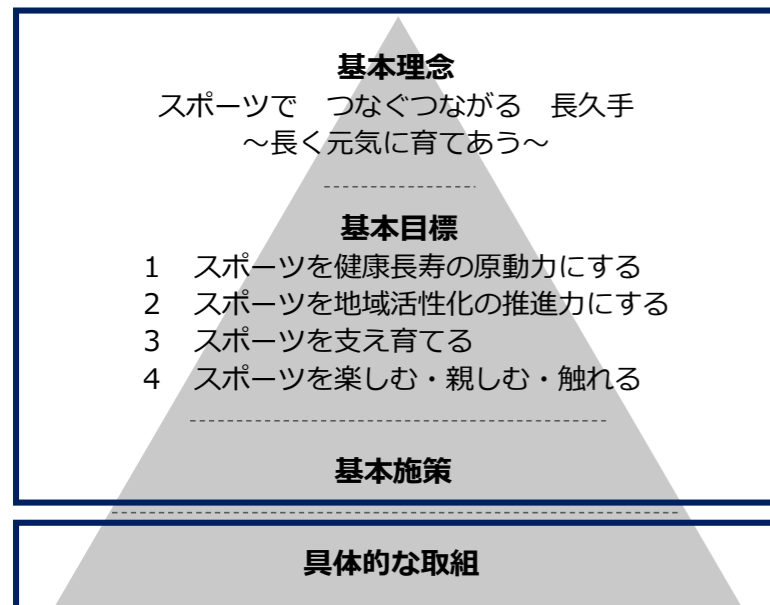 基本理念
スポーツで　つなぐつながる　長久手
～長く元気に育てあう～
基本目標
1　スポーツを健康長寿の原動力にする
2　スポーツを地域活性化の推進力にする
3　スポーツを支え育てる
4　スポーツを楽しむ・親しむ・触れる
基本施策
具体的な取組